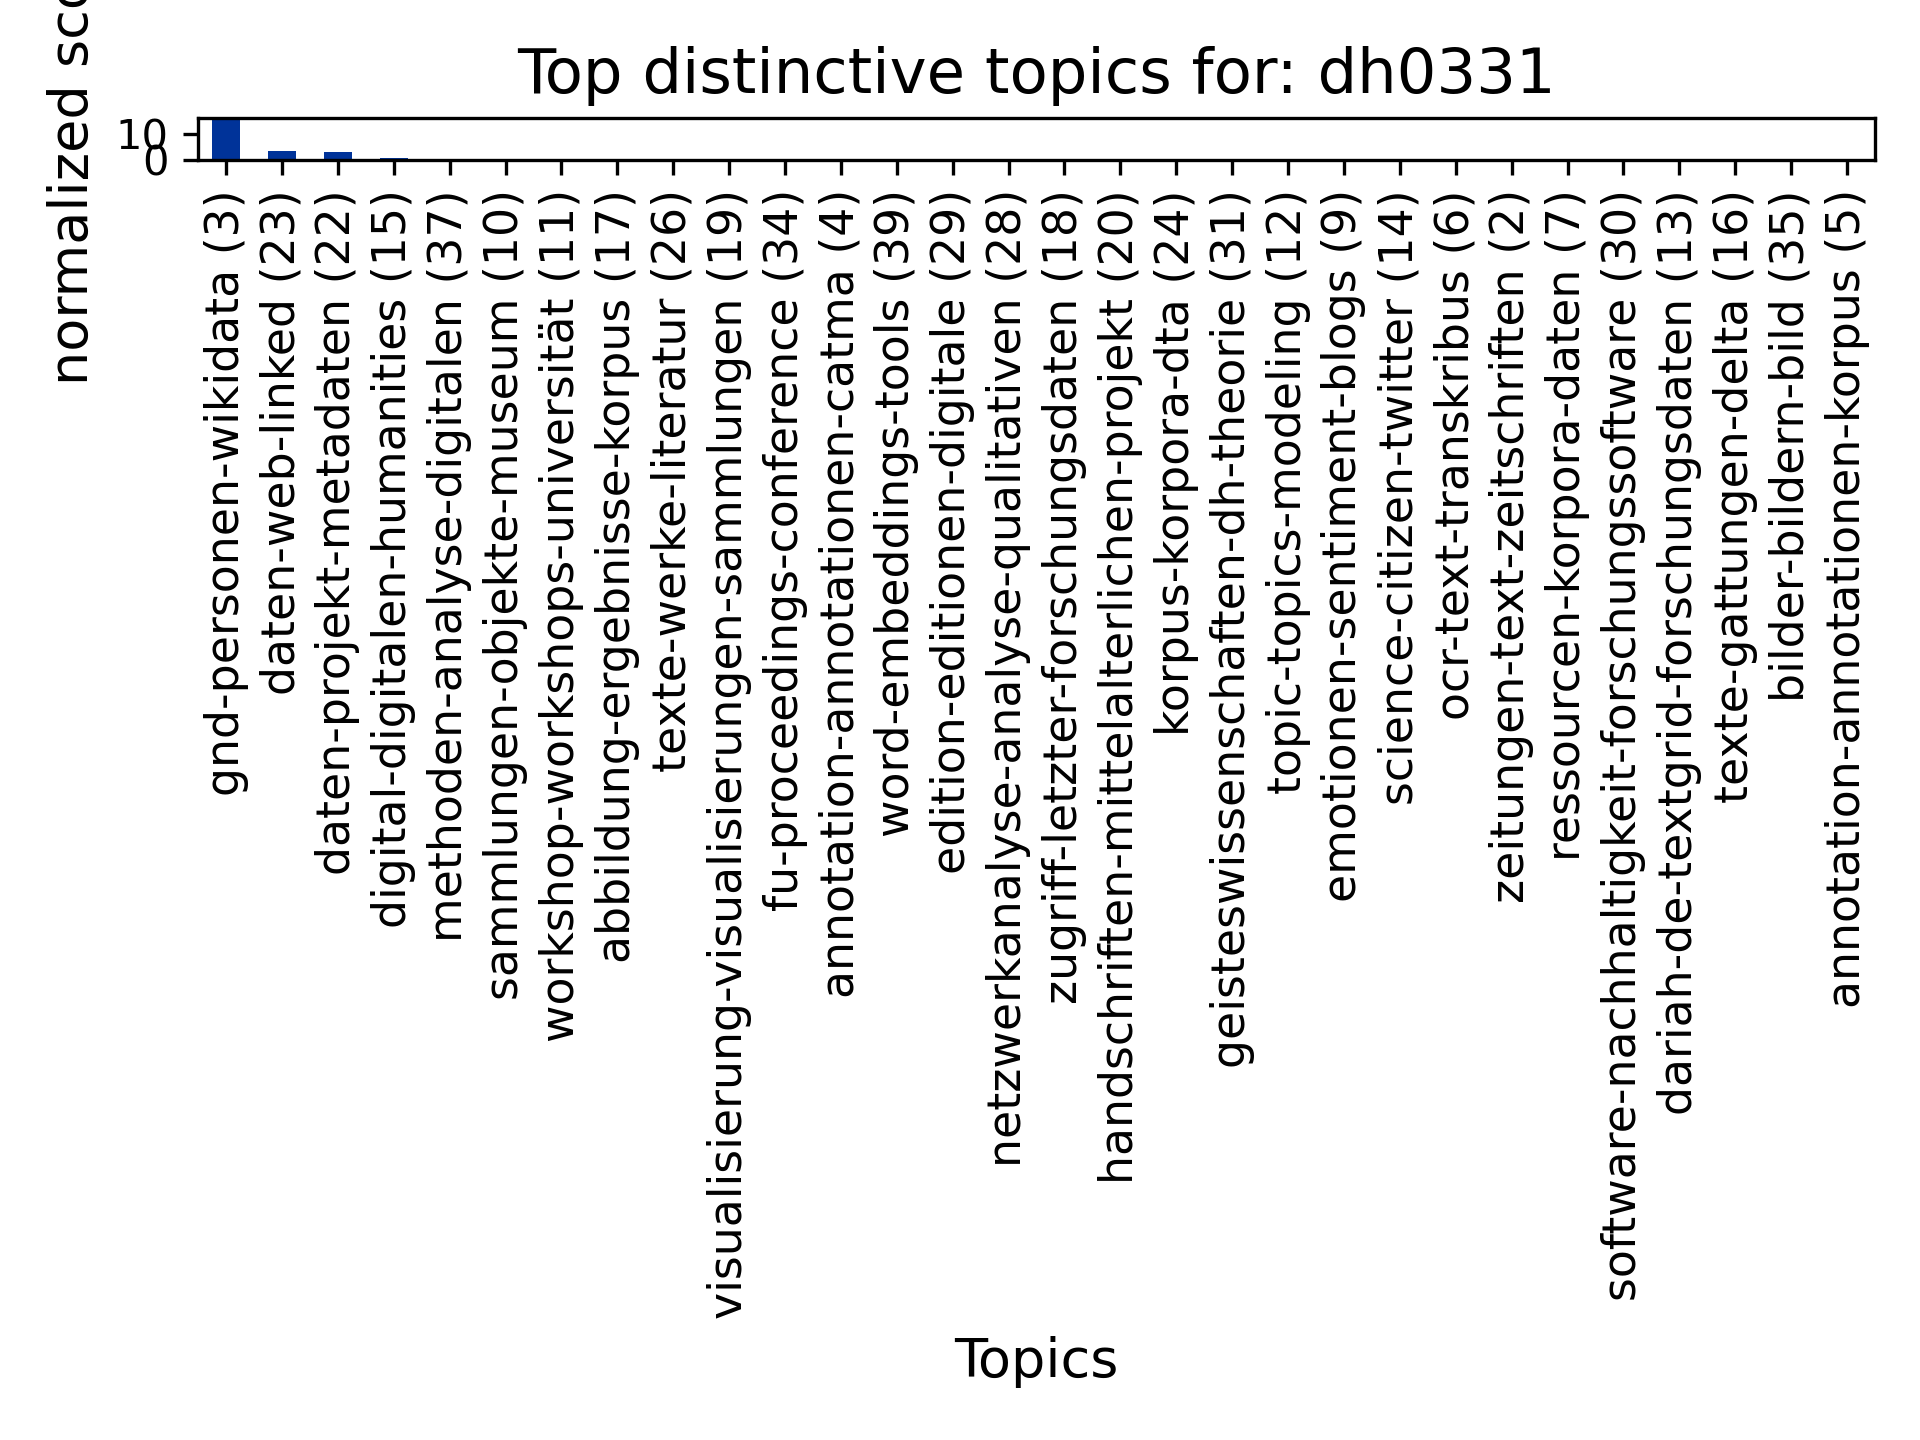 Top distinctive topics for: dh0331
normalized sco
10
0
gnd-personen-wikidata (3)
daten-web-linked (23)
daten-projekt-metadaten (22)
digital-digitalen-humanities (15)
methoden-analyse-digitalen (37)
sammlungen-objekte-museum (10)
workshop-workshops-universität (11)
abbildung-ergebnisse-korpus (17)
texte-werke-literatur (26)
visualisierung-visualisierungen-sammlungen (19)
fu-proceedings-conference (34)
annotation-annotationen-catma (4)
word-embeddings-tools (39)
edition-editionen-digitale (29)
netzwerkanalyse-analyse-qualitativen (28)
zugriff-letzter-forschungsdaten (18)
handschriften-mittelalterlichen-projekt (20)
korpus-korpora-dta (24)
geisteswissenschaften-dh-theorie (31)
topic-topics-modeling (12)
emotionen-sentiment-blogs (9)
science-citizen-twitter (14)
ocr-text-transkribus (6)
zeitungen-text-zeitschriften (2)
ressourcen-korpora-daten (7)
software-nachhaltigkeit-forschungssoftware (30)
dariah-de-textgrid-forschungsdaten (13)
texte-gattungen-delta (16)
bilder-bildern-bild (35)
annotation-annotationen-korpus (5)
Topics